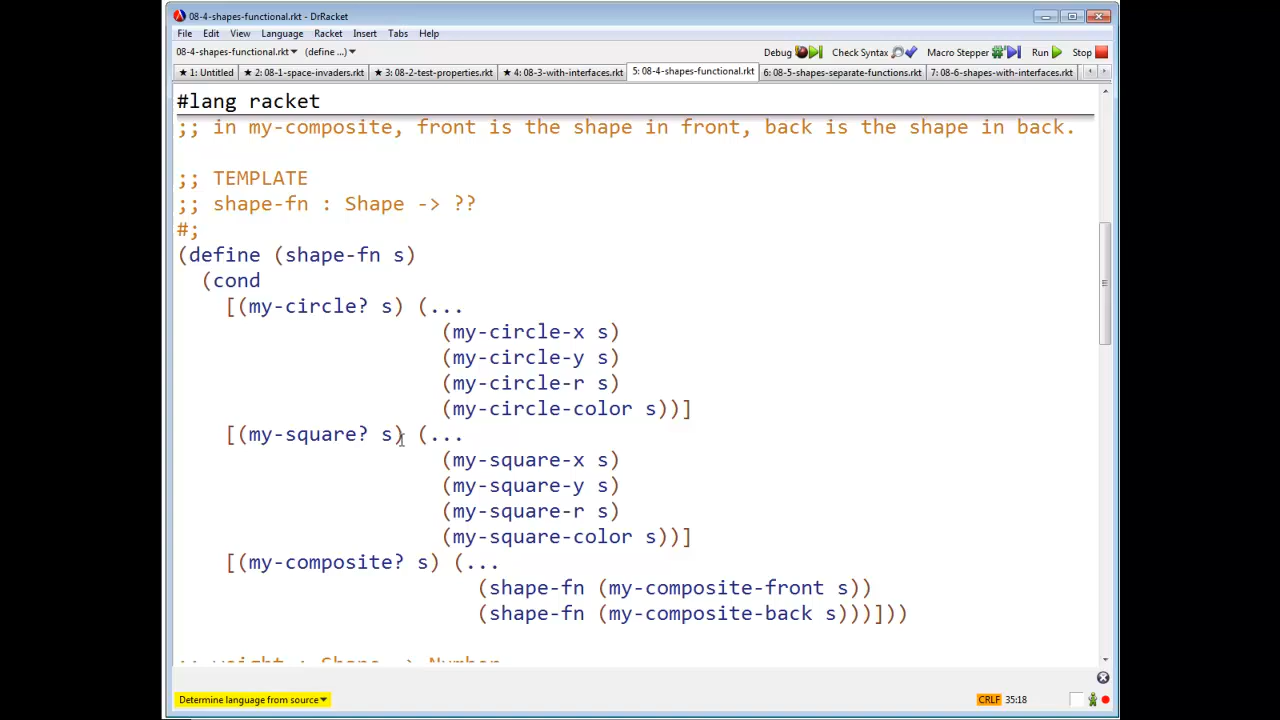 08-4-shapes-functional.rkt - DrRacket
File Edit View Language Racket Insert Tabs Help
08-4-shapes-functional.rkt▾ (define ...)▾ Debug Check Syntax Macro Stepper Run Stop
★ 1: Untitled ★ 2: 08-1-space-invaders.rkt ★ 3: 08-2-test-properties.rkt ★ 4: 08-3-with-interfaces.rkt 5: 08-4-shapes-functional.rkt 6: 08-5-shapes-separate-functions.rkt 7: 08-6-shapes-with-interfaces.rkt
#lang racket
;; in my-composite, front is the shape in front, back is the shape in back.
;; TEMPLATE
;; shape-fn : Shape -> ??
#;
(define (shape-fn s)
(cond
[(my-circle? s) (...
(my-circle-x s)
(my-circle-y s)
(my-circle-r s)
(my-circle-color s))]
[(my-square? s) (...
(my-square-x s)
(my-square-y s)
(my-square-r s)
(my-square-color s))]
[(my-composite? s) (...
(shape-fn (my-composite-front s))
(shape-fn (my-composite-back s)))]))
;; weight : Shape -> Number
Determine language from source▾ CRLF 35:18